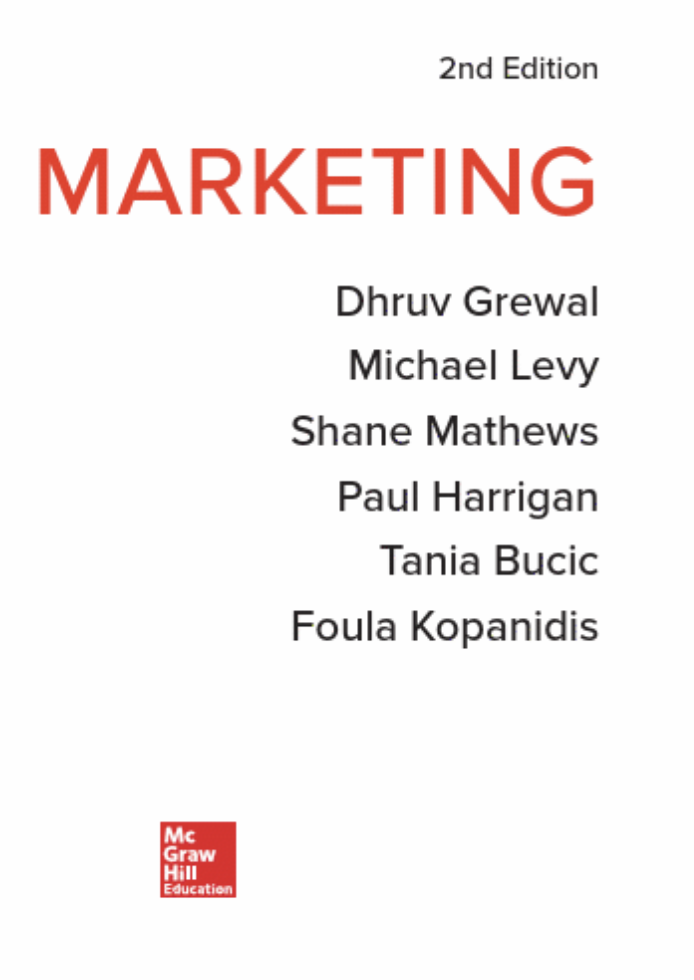 2nd Edition
MARKETING
Dhruv Grewal
Michael Levy
Shane Mathews
Paul Harrigan
Tania Bucic
Foula Kopanidis
Mc
Graw
Hill
Education